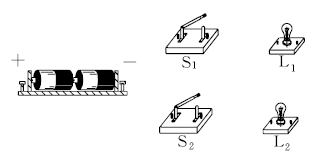 + −
S₁ L₁
S₂ L₂